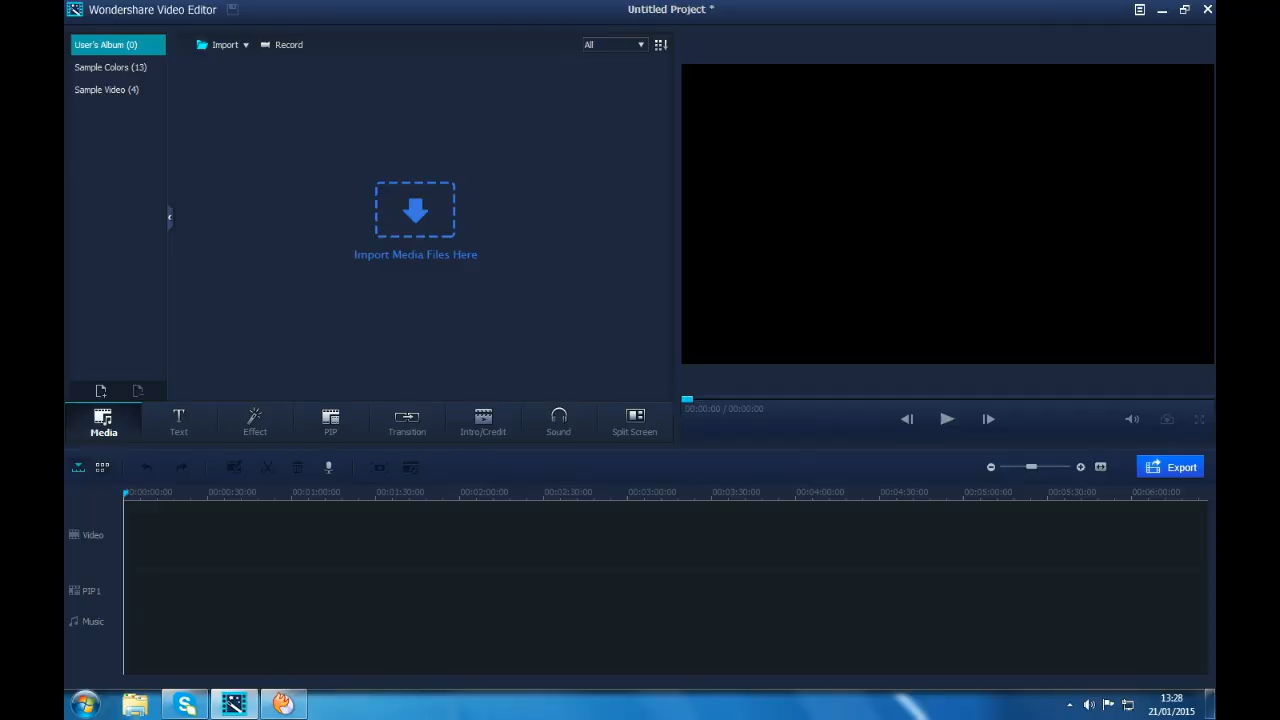 Wondershare Video Editor
Untitled Project *
User's Album (0)
Sample Colors (13)
Sample Video (4)
Import
Record
All
Import Media Files Here
00:00:00 / 00:00:00
Media
Text
Effect
PIP
Transition
Intro/Credit
Sound
Split Screen
Export
00:00:00:00
00:00:30:00
00:01:00:00
00:01:30:00
00:02:00:00
00:02:30:00
00:03:00:00
00:03:30:00
00:04:00:00
00:04:30:00
00:05:00:00
00:05:30:00
00:06:00:00
Video
PIP1
Music
13:28
21/01/2015